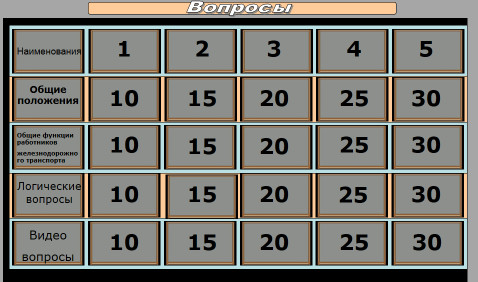 Вопросы
Наименования 1 2 3 4 5
Общие
положения 10 15 20 25 30
Общие функции
работников
железнодорожно
го транспорта 10 15 20 25 30
Логические
вопросы 10 15 20 25 30
Видео
вопросы 10 15 20 25 30